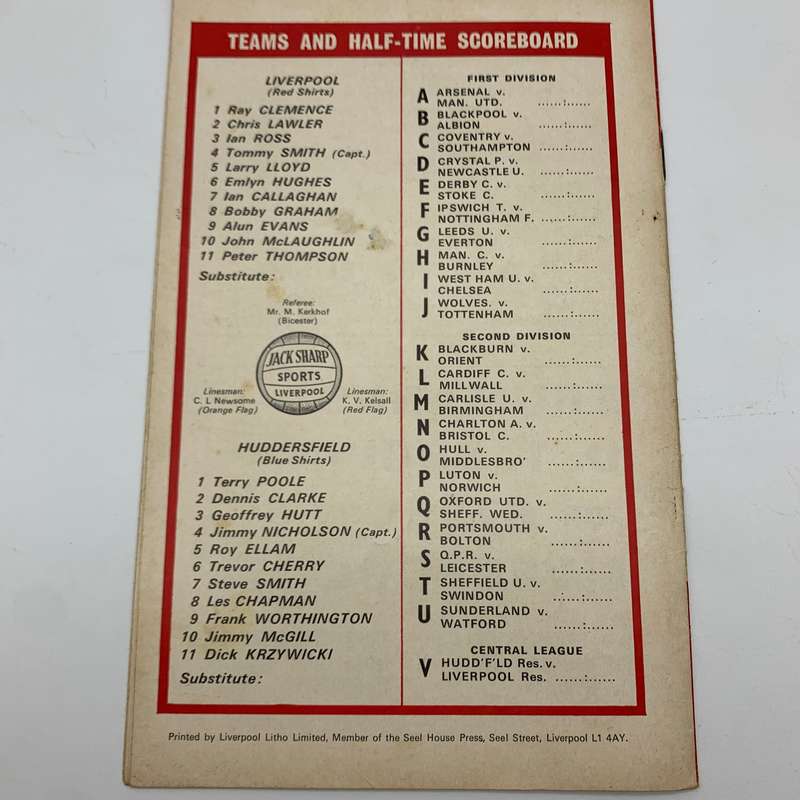 TEAMS AND HALF-TIME SCOREBOARD
LIVERPOOL
(Red Shirts)
1 Ray CLEMENCE
2 Chris LAWLER
3 Ian ROSS
4 Tommy SMITH (Capt.)
5 Larry LLOYD
6 Emlyn HUGHES
7 Ian CALLAGHAN
8 Bobby GRAHAM
9 Alun EVANS
10 John McLAUGHLIN
11 Peter THOMPSON
Substitute:
Referee:
Mr. M. Kerkhof
(Bicester)
JACK SHARP
SPORTS
LIVERPOOL
Linesman:
C. L Newsome
(Orange Flag)
Linesman:
K. V. Kelsall
(Red Flag)
HUDDERSFIELD
(Blue Shirts)
1 Terry POOLE
2 Dennis CLARKE
3 Geoffrey HUTT
4 Jimmy NICHOLSON (Capt.)
5 Roy ELLAM
6 Trevor CHERRY
7 Steve SMITH
8 Les CHAPMAN
9 Frank WORTHINGTON
10 Jimmy McGILL
11 Dick KRZYWICKI
Substitute:
FIRST DIVISION
A ARSENAL v.
MAN. UTD. ......:......
B BLACKPOOL v.
ALBION ......:......
C COVENTRY v.
SOUTHAMPTON ......:......
D CRYSTAL P. v.
NEWCASTLE U. ......:......
E DERBY C. v.
STOKE C. ......:......
F IPSWICH T. v.
NOTTINGHAM F. ......:......
G LEEDS U. v.
EVERTON ......:......
H MAN. C. v.
BURNLEY ......:......
I WEST HAM U. v.
CHELSEA ......:......
J WOLVES. v.
TOTTENHAM ......:......
SECOND DIVISION
K BLACKBURN v.
ORIENT ......:......
L CARDIFF C. v.
MILLWALL ......:......
M CARLISLE U. v.
BIRMINGHAM ......:......
N CHARLTON A. v.
BRISTOL C. ......:......
O HULL v.
MIDDLESBRO' ......:......
P LUTON v.
NORWICH ......:......
Q OXFORD UTD. v.
SHEFF. WED. ......:......
R PORTSMOUTH v.
BOLTON ......:......
S Q.P.R. v.
LEICESTER ......:......
T SHEFFIELD U. v.
SWINDON ......:......
U SUNDERLAND v.
WATFORD ......:......
CENTRAL LEAGUE
V HUDD'F'LD Res. v.
LIVERPOOL Res. ......:......
Printed by Liverpool Litho Limited, Member of the Seel House Press, Seel Street, Liverpool L1 4AY.